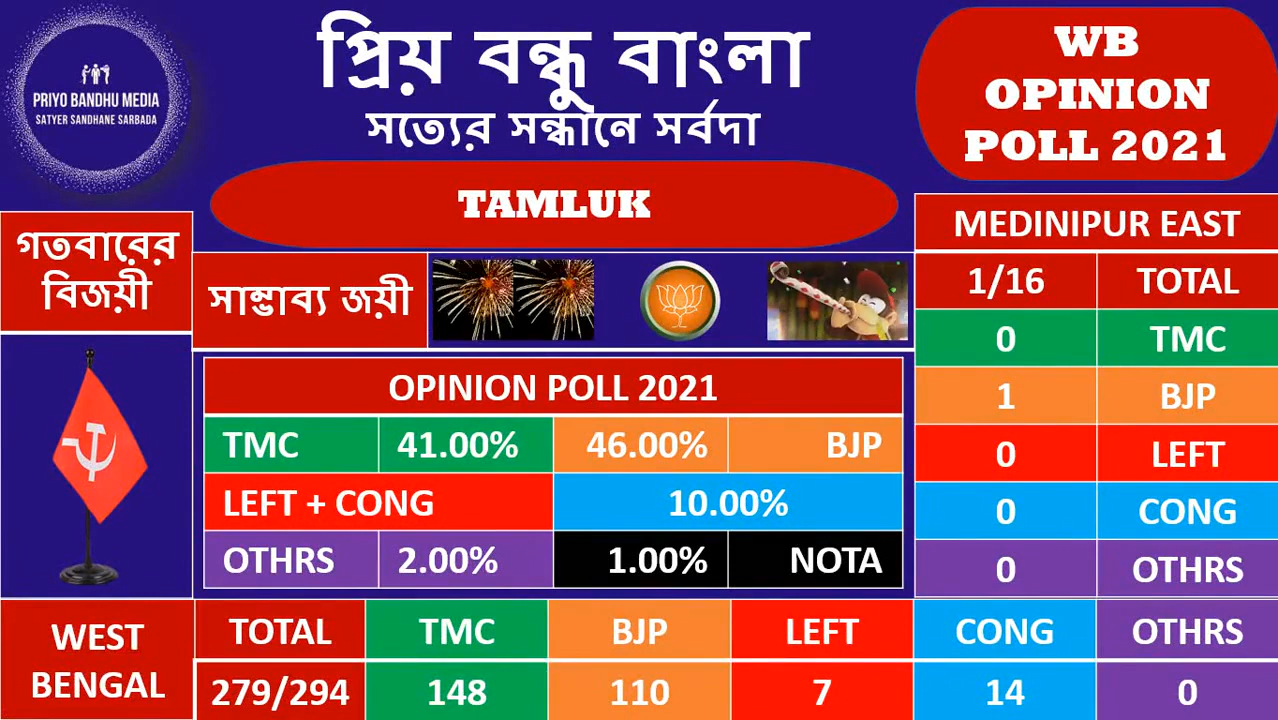 PRIYO BANDHU MEDIA
SATYER SANDHANE SARBADA
প্রিয় বন্ধু বাংলা
সত্যের সন্ধানে সর্বদা
WB
OPINION
POLL 2021
TAMLUK
গতবারের
বিজয়ী
সাম্ভাব্য জয়ী
OPINION POLL 2021
TMC 41.00% 46.00% BJP
LEFT + CONG 10.00%
OTHRS 2.00% 1.00% NOTA
MEDINIPUR EAST
1/16 TOTAL
0 TMC
1 BJP
0 LEFT
0 CONG
0 OTHRS
WEST
BENGAL
TOTAL TMC BJP LEFT CONG OTHRS
279/294 148 110 7 14 0